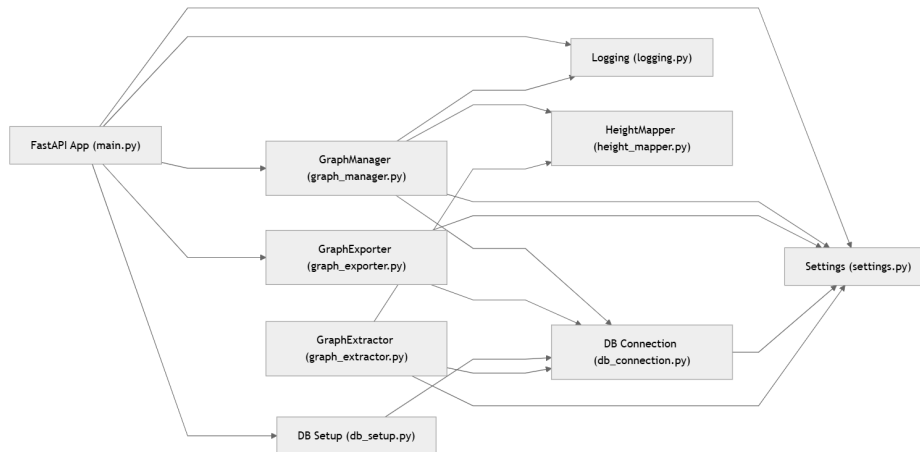 Logging (logging.py)
FastAPI App (main.py)
HeightMapper
(height_mapper.py)
GraphManager
(graph_manager.py)
GraphExporter
(graph_exporter.py)
Settings (settings.py)
GraphExtractor
(graph_extractor.py)
DB Connection
(db_connection.py)
DB Setup (db_setup.py)